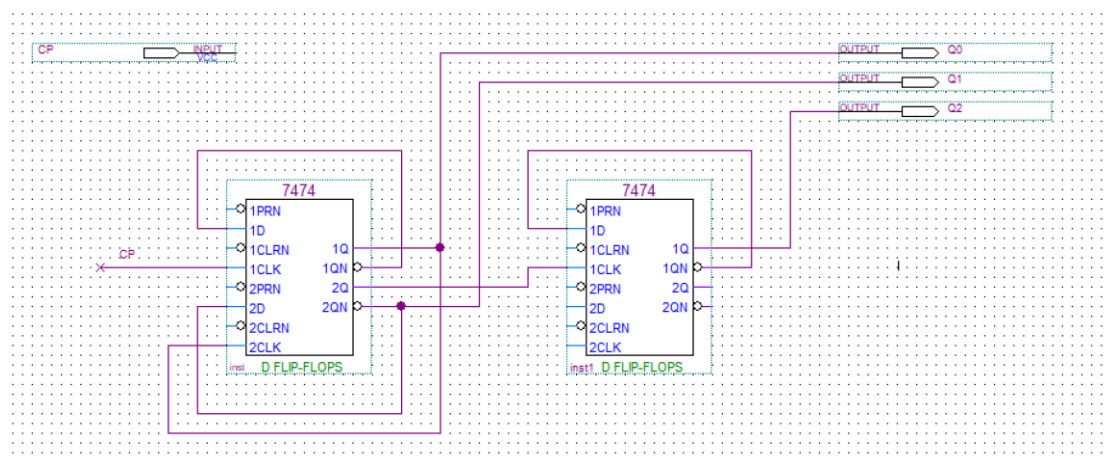 CP INPUT VCC
OUTPUT Q0
OUTPUT Q1
OUTPUT Q2
7474
1PRN
1D
1CLRN 1Q
CP 1CLK 1QN
2PRN 2Q
2D 2QN
2CLRN
2CLK
inst D FLIP-FLOPS
7474
1PRN
1D
1CLRN 1Q
1CLK 1QN
2PRN 2Q
2D 2QN
2CLRN
2CLK
inst1 D FLIP-FLOPS